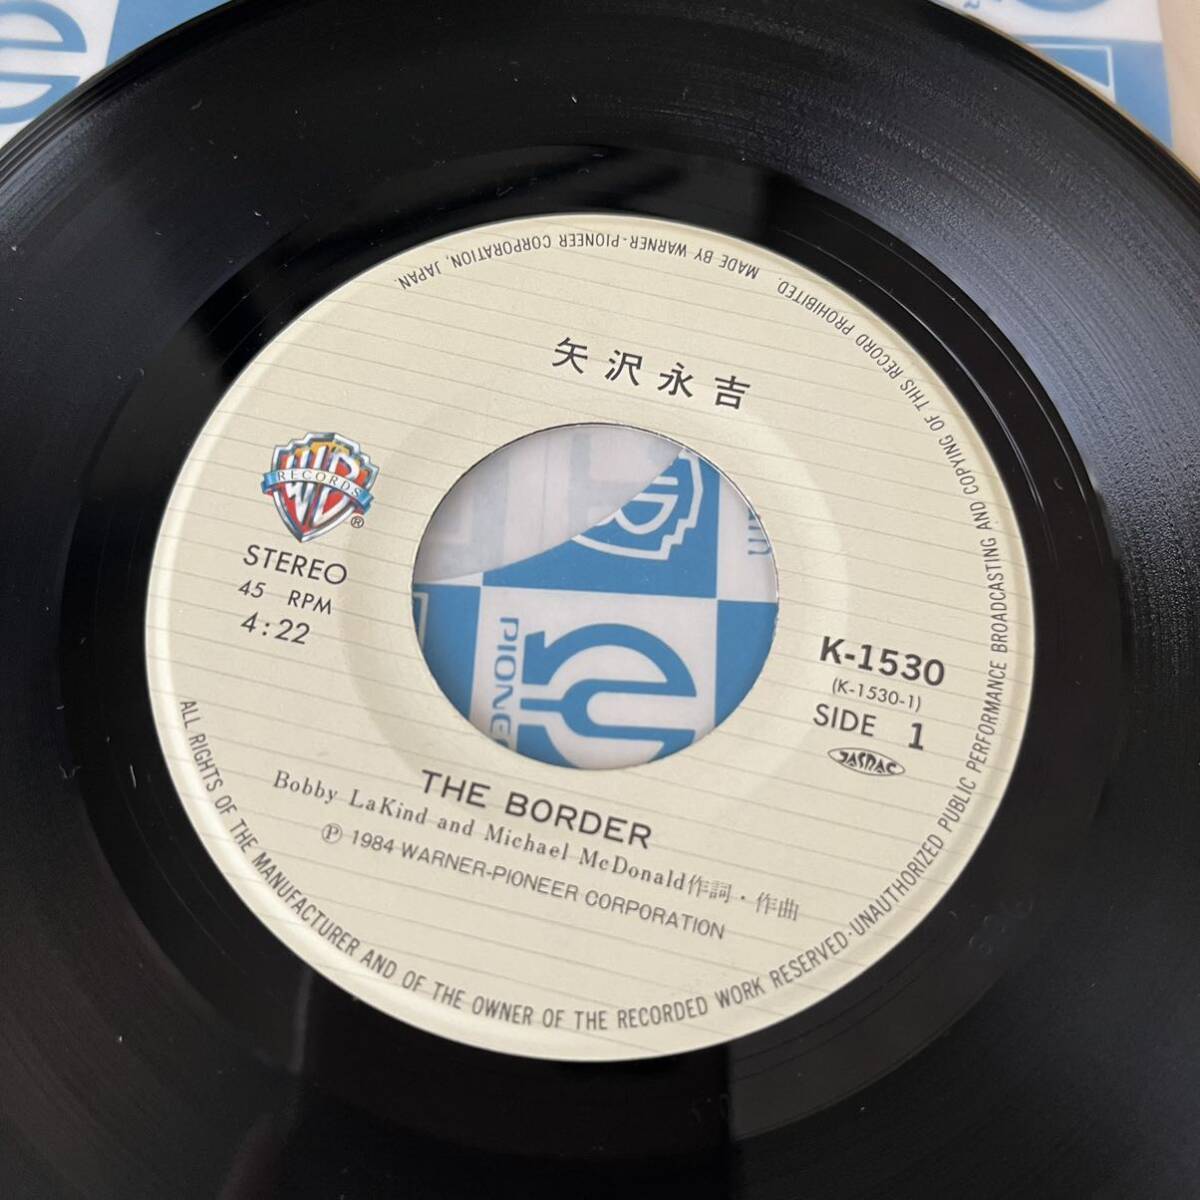 矢沢永吉
WB
RECORDS
®
STEREO
45 RPM
4:22
K-1530
(K-1530-1)
SIDE 1
JASRAC
THE BORDER
Bobby LaKind and Michael McDonald作詞・作曲
Ⓟ 1984 WARNER-PIONEER CORPORATION
ALL RIGHTS OF THE MANUFACTURER AND OF THE OWNER OF THE RECORDED WORK RESERVED·UNAUTHORIZED PUBLIC PERFORMANCE BROADCASTING AND COPYING OF THIS RECORD PROHIBITED. MADE BY WARNER-PIONEER CORPORATION, JAPAN.
PIONE